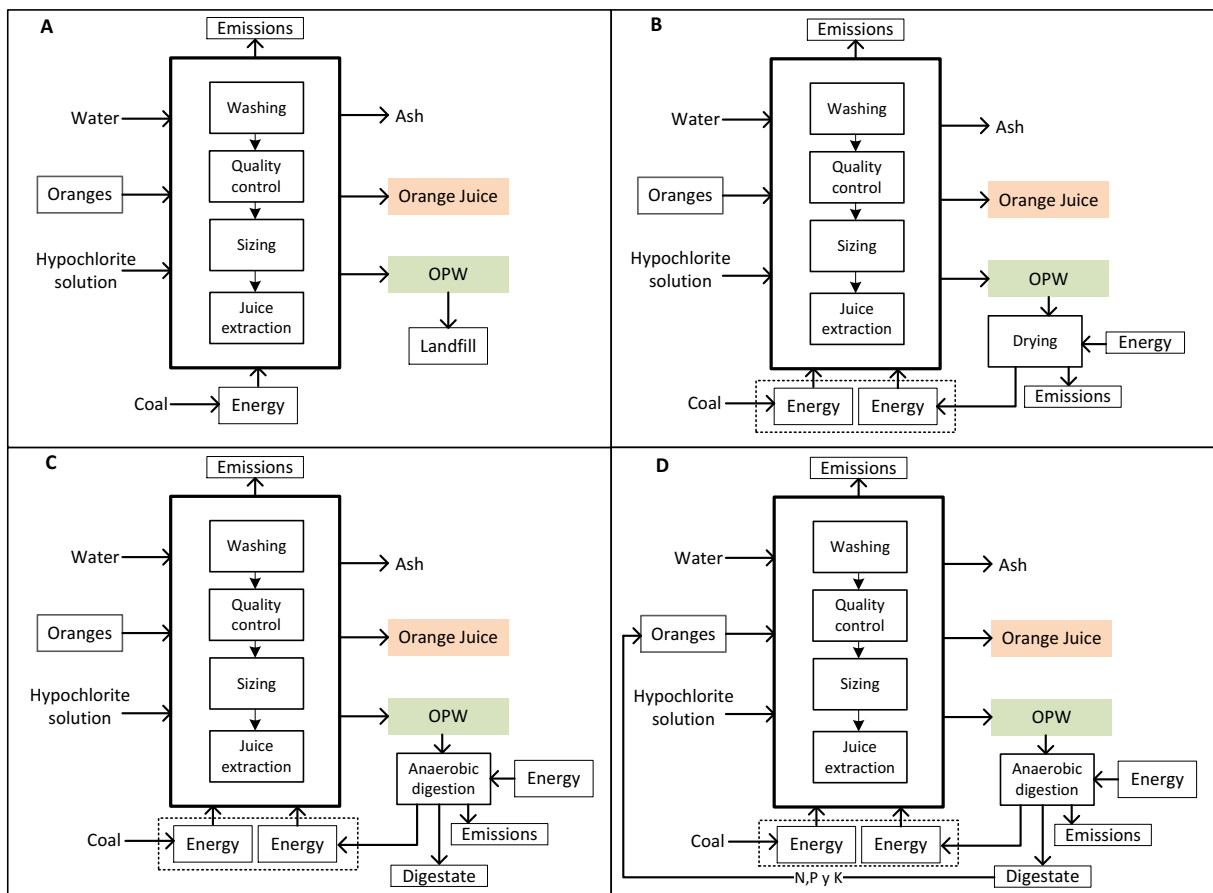 A
Emissions
Water
Oranges
Hypochlorite
solution
Washing
Quality
control
Sizing
Juice
extraction
Ash
Orange Juice
OPW
Landfill
Coal
Energy
B
Emissions
Water
Oranges
Hypochlorite
solution
Washing
Quality
control
Sizing
Juice
extraction
Ash
Orange Juice
OPW
Drying
Energy
Emissions
Coal
Energy
Energy
C
Emissions
Water
Oranges
Hypochlorite
solution
Washing
Quality
control
Sizing
Juice
extraction
Ash
Orange Juice
OPW
Anaerobic
digestion
Energy
Emissions
Coal
Energy
Energy
Digestate
D
Emissions
Water
Oranges
Hypochlorite
solution
Washing
Quality
control
Sizing
Juice
extraction
Ash
Orange Juice
OPW
Anaerobic
digestion
Energy
Emissions
Coal
Energy
Energy
N,P y K
Digestate